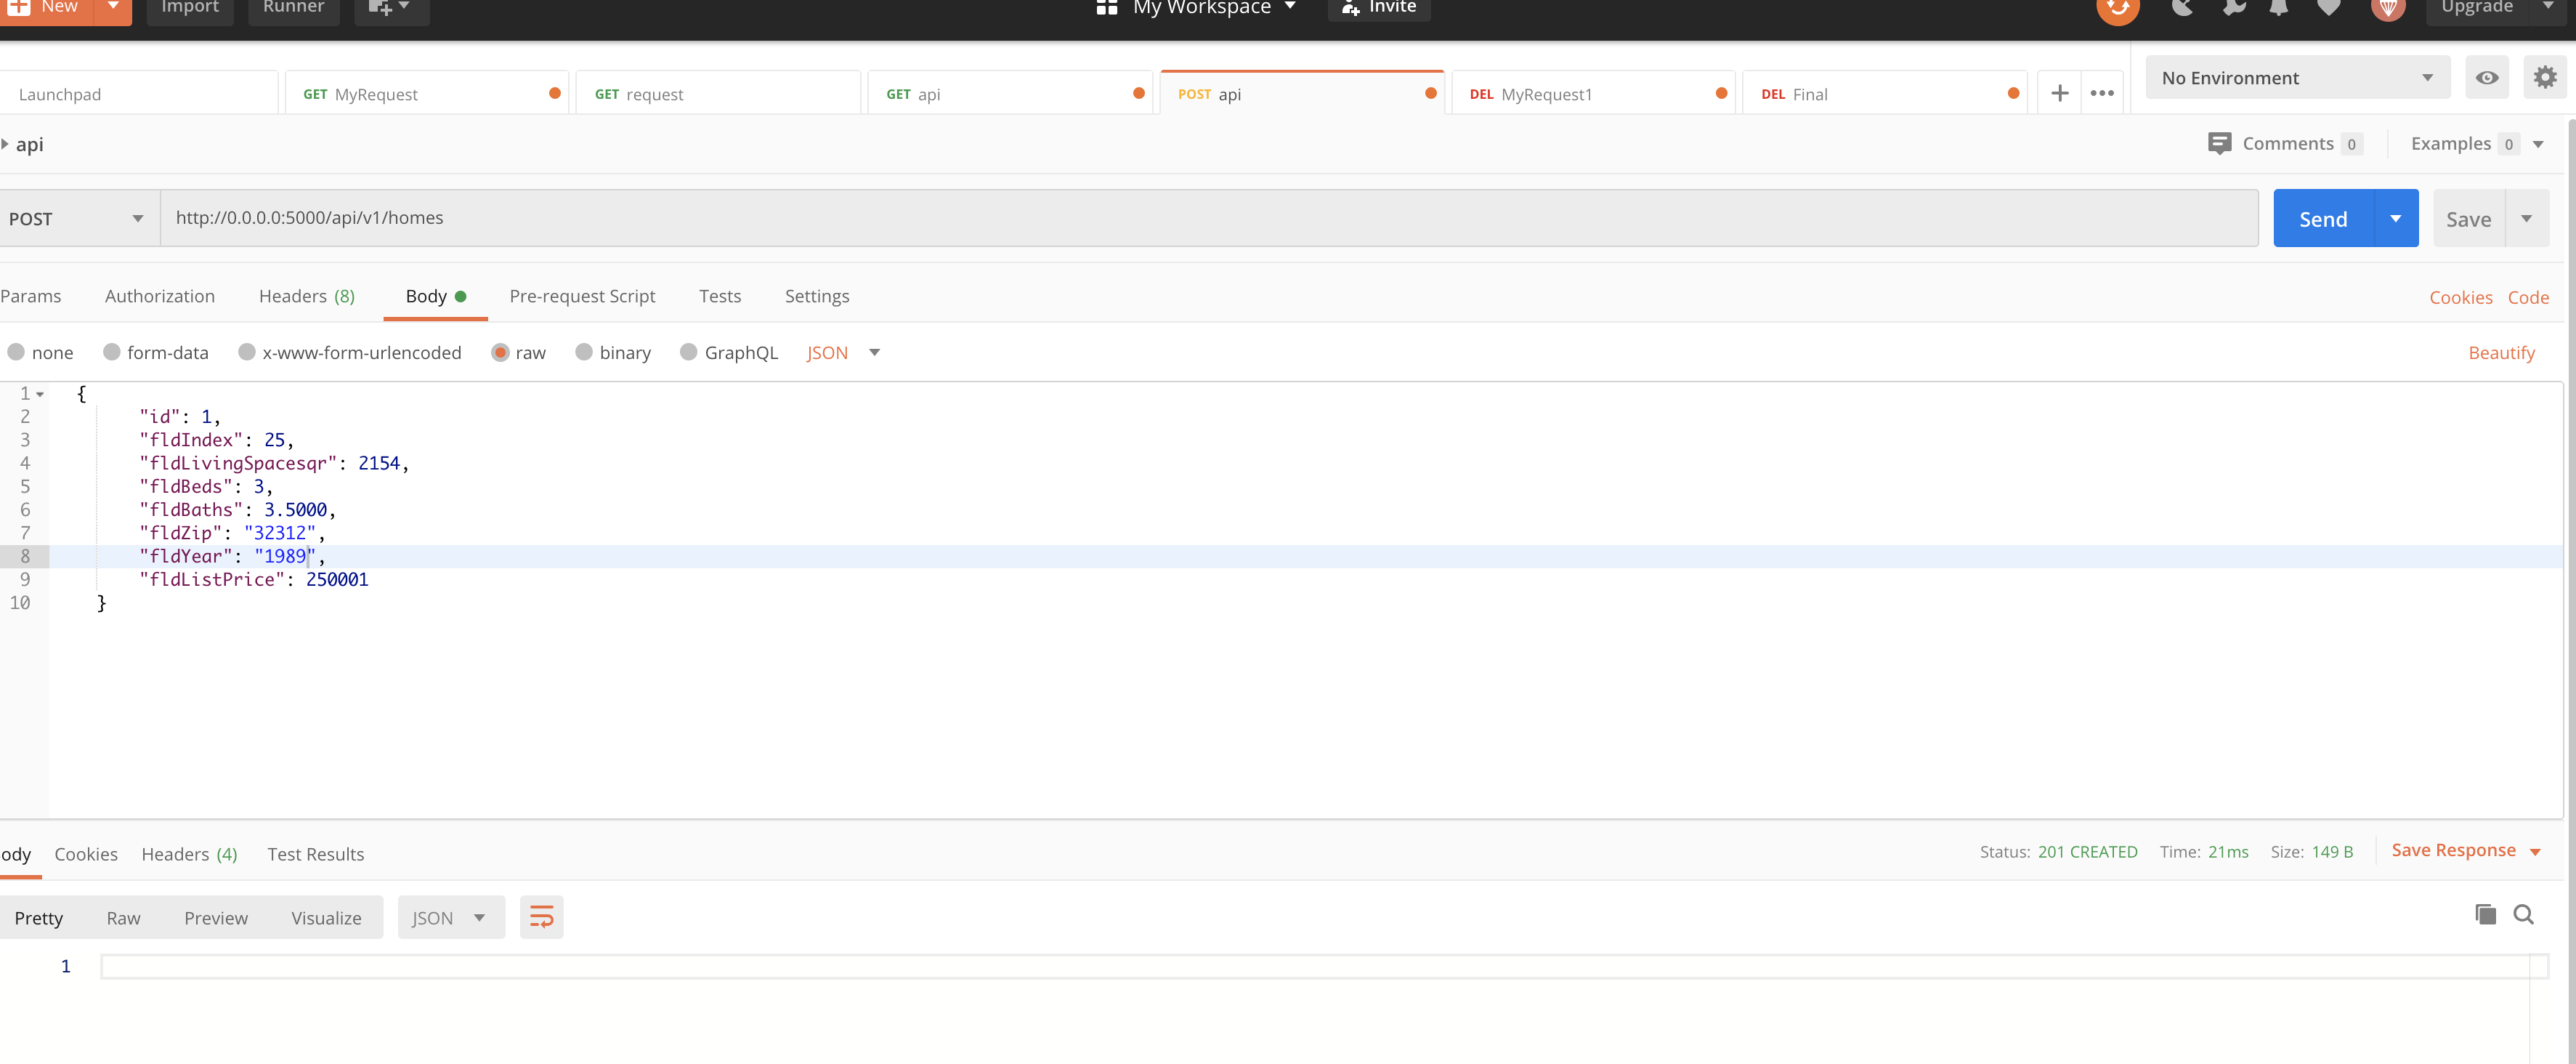 New Import Runner My Workspace Invite Upgrade
Launchpad GET MyRequest GET request GET api POST api DEL MyRequest1 DEL Final No Environment
api Comments 0 Examples 0
POST http://0.0.0.0:5000/api/v1/homes Send Save
Params Authorization Headers (8) Body Pre-request Script Tests Settings Cookies Code
none form-data x-www-form-urlencoded raw binary GraphQL JSON Beautify
1 {
2 "id": 1,
3 "fldIndex": 25,
4 "fldLivingSpacesqr": 2154,
5 "fldBeds": 3,
6 "fldBaths": 3.5000,
7 "fldZip": "32312",
8 "fldYear": "1989",
9 "fldListPrice": 250001
10 }
ody Cookies Headers (4) Test Results Status: 201 CREATED Time: 21ms Size: 149 B Save Response
Pretty Raw Preview Visualize JSON
1